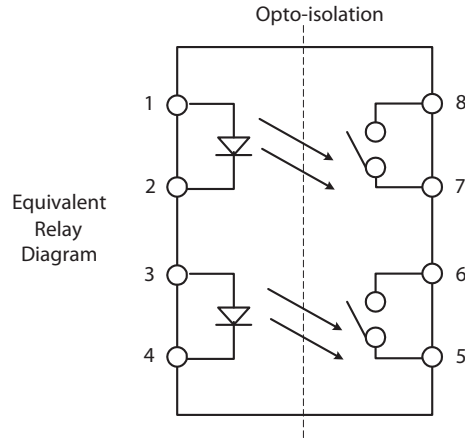 Opto-isolation
1
8
2
7
Equivalent
Relay
Diagram
3
6
4
5